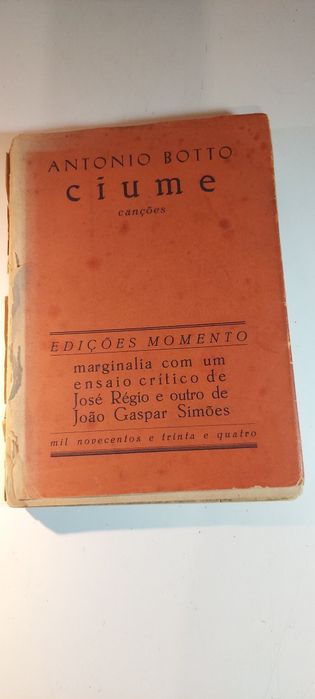 ANTONIO BOTTO
ciume
canções
EDIÇÕES MOMENTO
marginalia com um
ensaio crítico de
José Régio e outro de
João Gaspar Simões
mil novecentos e trinta e quatro